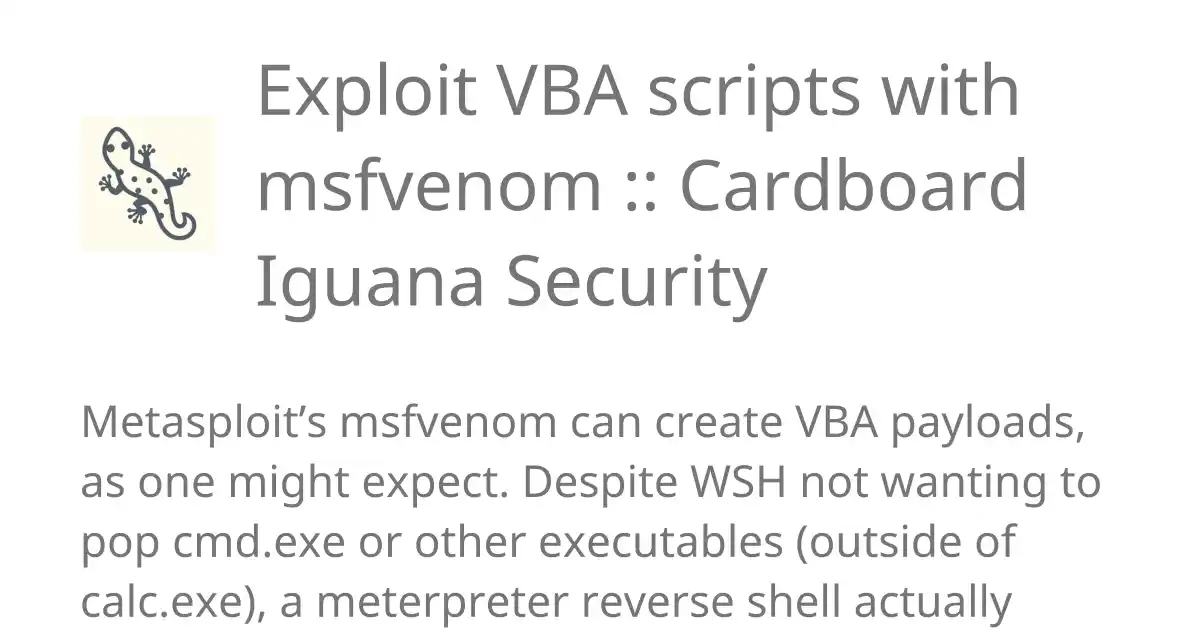 Exploit VBA scripts with
msfvenom :: Cardboard
Iguana Security
Metasploit’s msfvenom can create VBA payloads,
as one might expect. Despite WSH not wanting to
pop cmd.exe or other executables (outside of
calc.exe), a meterpreter reverse shell actually